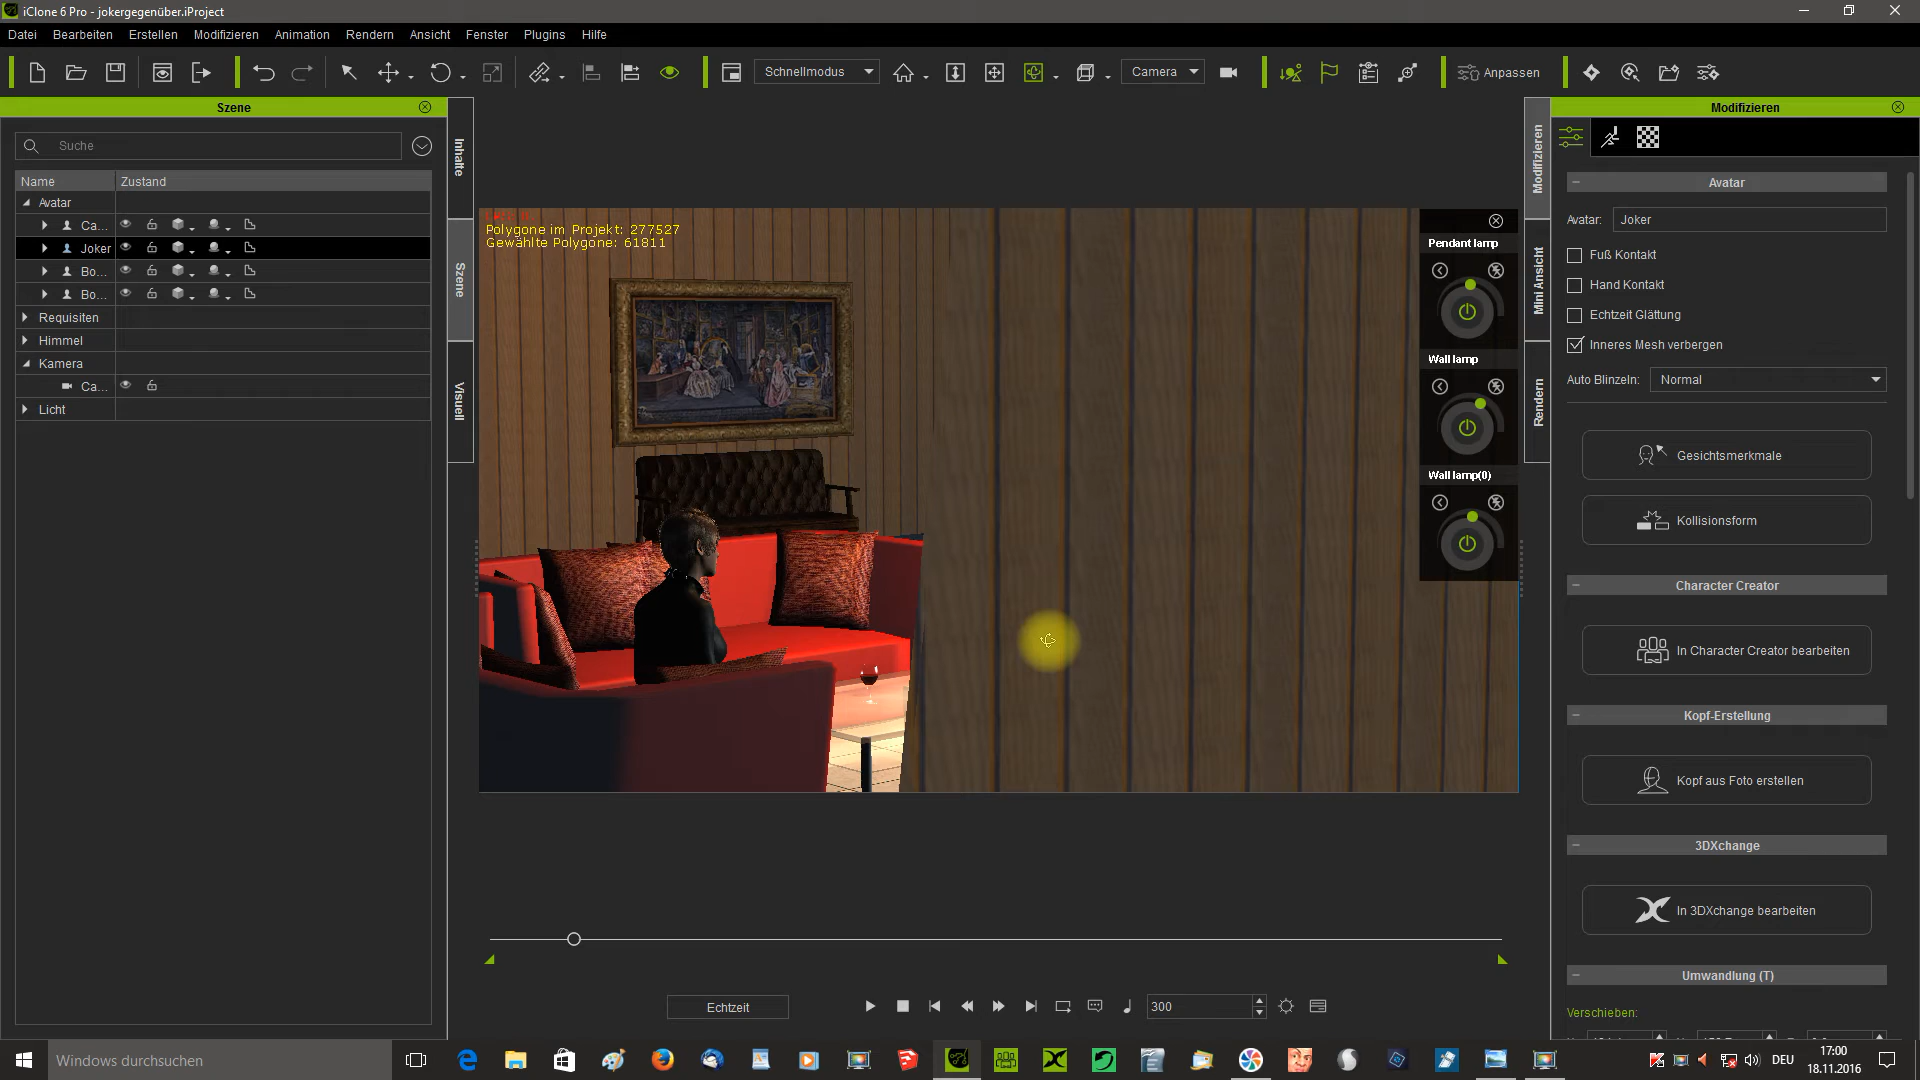 iClone 6 Pro - jokergegenüber.iProject
Datei Bearbeiten Erstellen Modifizieren Animation Rendern Ansicht Fenster Plugins Hilfe
Schnellmodus Camera Anpassen
Szene
Suche
Name Zustand
Avatar
Ca...
Joker
Bo...
Bo...
Requisiten
Himmel
Kamera
Ca...
Licht
Inhalte
Szene
Visuell
Polygone im Projekt: 277527
Gewählte Polygone: 61811
Pendant lamp
Wall lamp
Wall lamp(0)
Echtzeit
300
Modifizieren
Mini Ansicht
Rendern
Modifizieren
Avatar
Avatar: Joker
Fuß Kontakt
Hand Kontakt
Echtzeit Glättung
Inneres Mesh verbergen
Auto Blinzeln: Normal
Gesichtsmerkmale
Kollisionsform
Character Creator
In Character Creator bearbeiten
Kopf-Erstellung
Kopf aus Foto erstellen
3DXchange
In 3DXchange bearbeiten
Umwandlung (T)
Verschieben:
Windows durchsuchen
DEU
17:00
18.11.2016